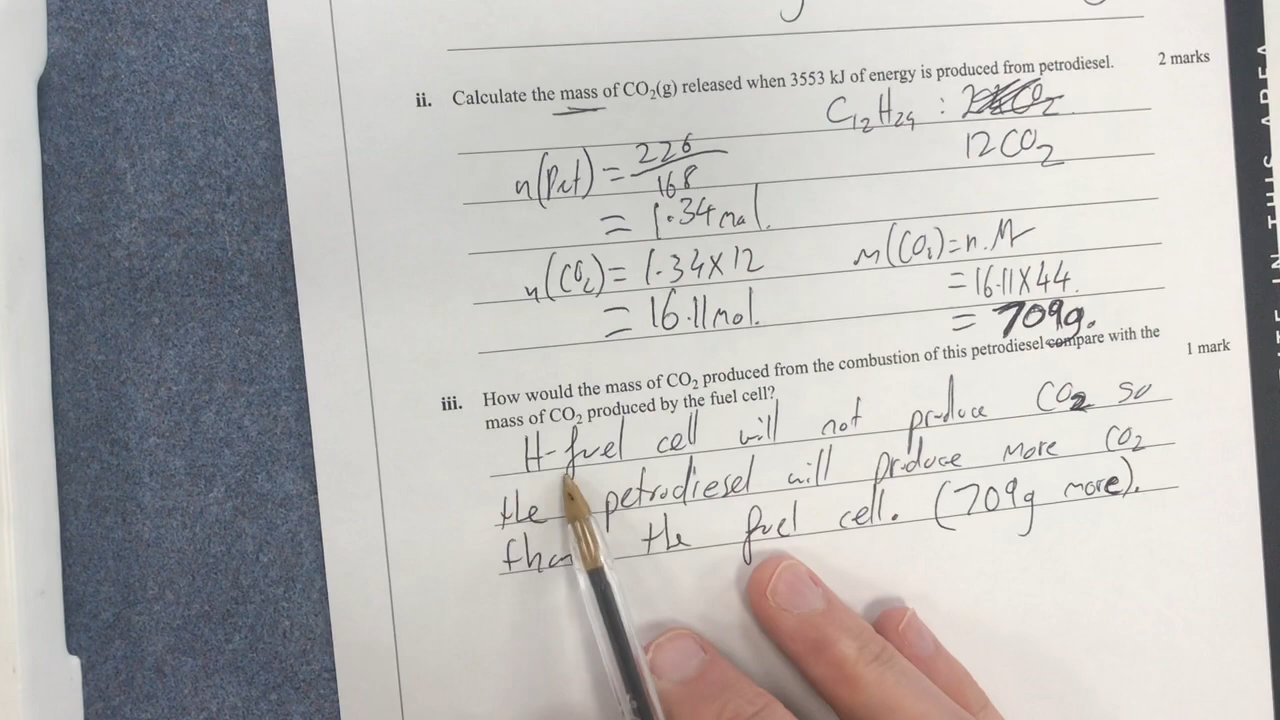 ii. Calculate the mass of CO₂(g) released when 3553 kJ of energy is produced from petrodiesel. 2 marks
C₁₂H₂₄ :
12CO₂
n(Pet) = 226/168
= 1.34 mol.
n(CO₂) = 1.34 × 12
= 16.11 mol.
m(CO₂) = n.M
= 16.11 × 44.
= 709g.
iii. How would the mass of CO₂ produced from the combustion of this petrodiesel compare with the 1 mark
mass of CO₂ produced by the fuel cell?
H-fuel cell will not produce CO₂ so
the petrodiesel will produce more CO₂
than the fuel cell. (709g more).
THIS AREA